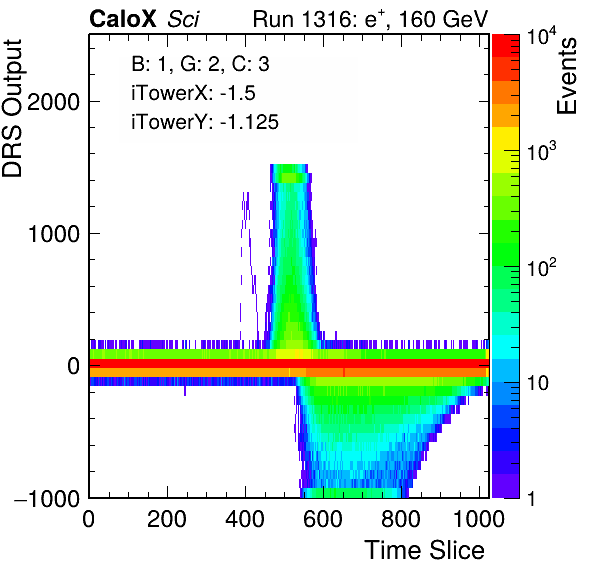 CaloX Sci Run 1316: e+, 160 GeV
B: 1, G: 2, C: 3
iTowerX: -1.5
iTowerY: -1.125
DRS Output
2000
1000
0
−1000
0 200 400 600 800 1000
Time Slice
10^4
10^3
10^2
10
1
Events